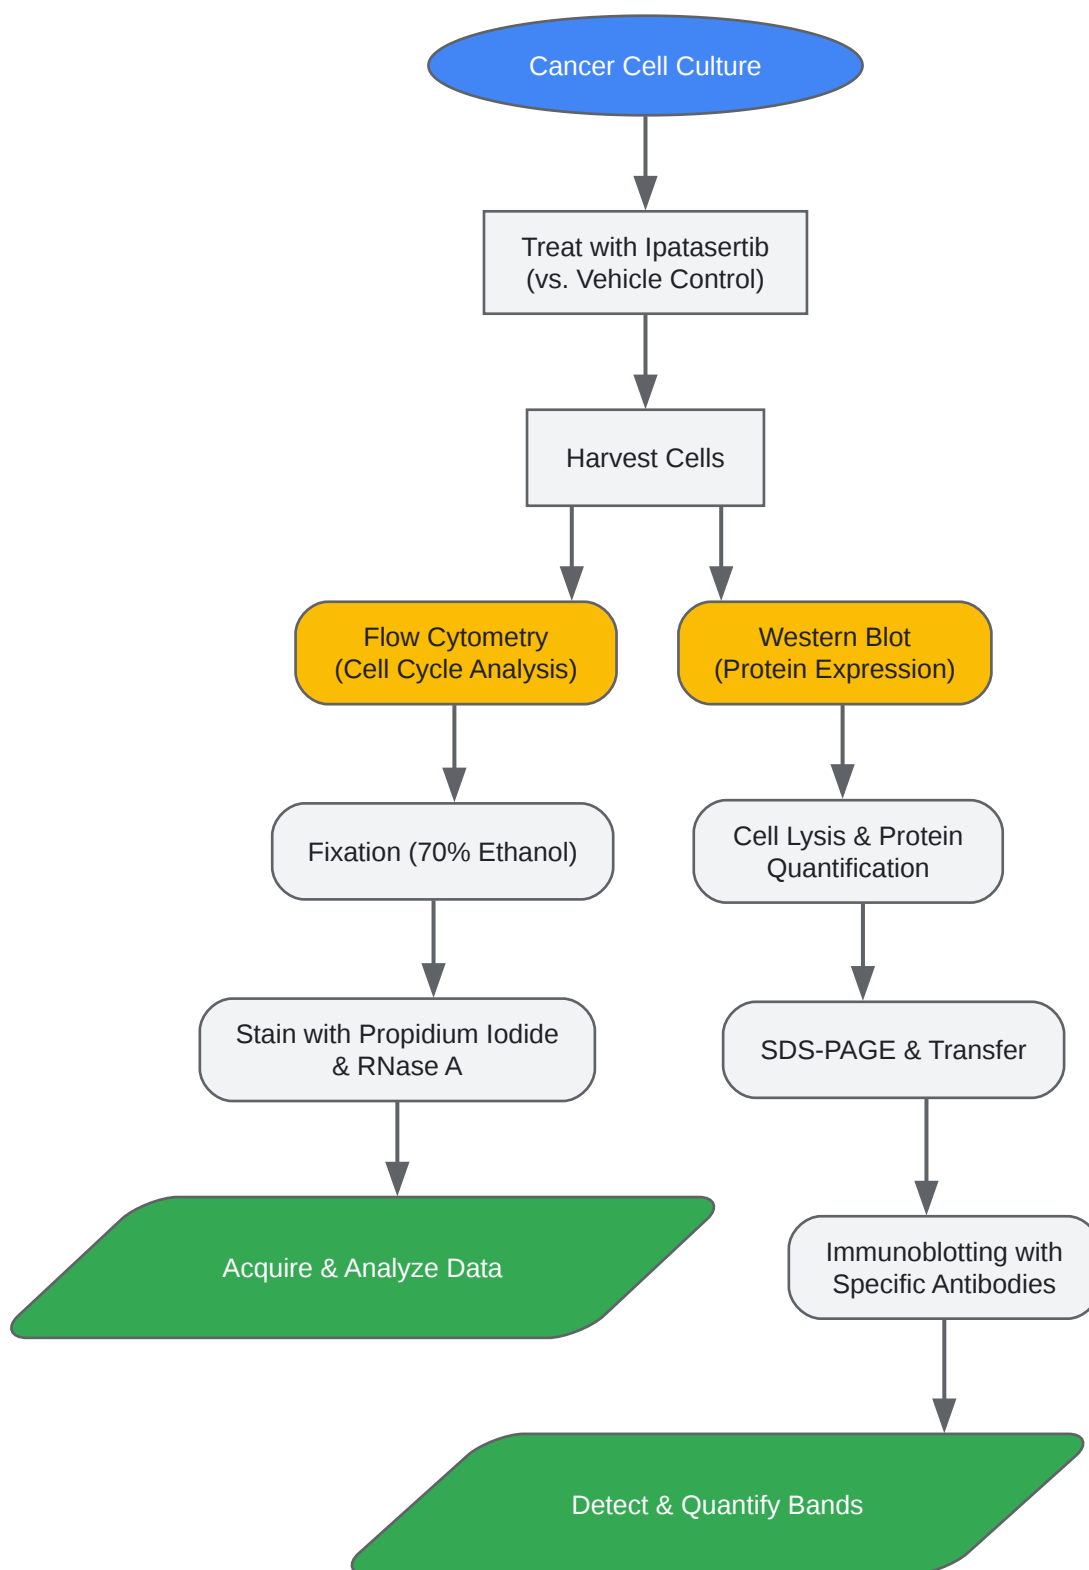 Cancer Cell Culture
Treat with Ipatasertib
(vs. Vehicle Control)
Harvest Cells
Flow Cytometry
(Cell Cycle Analysis)
Western Blot
(Protein Expression)
Fixation (70% Ethanol)
Cell Lysis & Protein
Quantification
Stain with Propidium Iodide
& RNase A
SDS-PAGE & Transfer
Acquire & Analyze Data
Immunoblotting with
Specific Antibodies
Detect & Quantify Bands